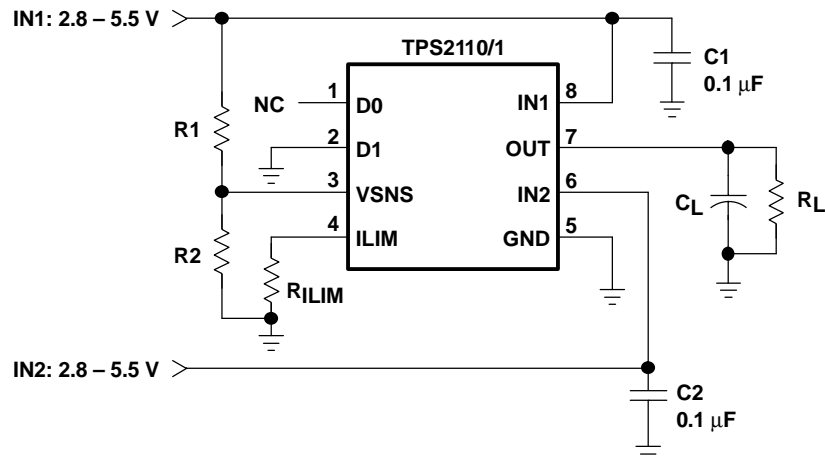 IN1: 2.8 – 5.5 V
TPS2110/1
C1
0.1 μF
NC
1
D0
IN1
8
R1
2
D1
OUT
7
3
VSNS
IN2
6
CL
RL
R2
4
ILIM
GND
5
RILIM
IN2: 2.8 – 5.5 V
C2
0.1 μF